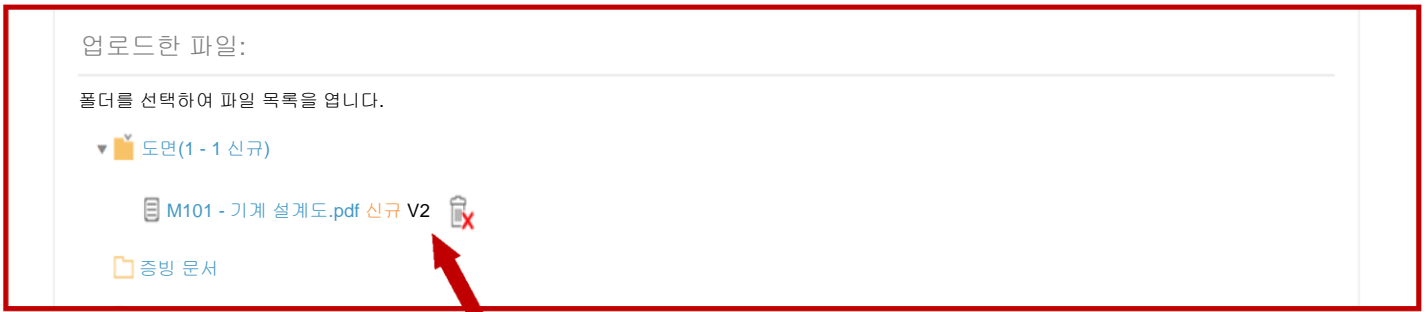 업로드한 파일:
폴더를 선택하여 파일 목록을 엽니다.
도면(1 - 1 신규)
M101 - 기계 설계도.pdf 신규 V2
증빙 문서